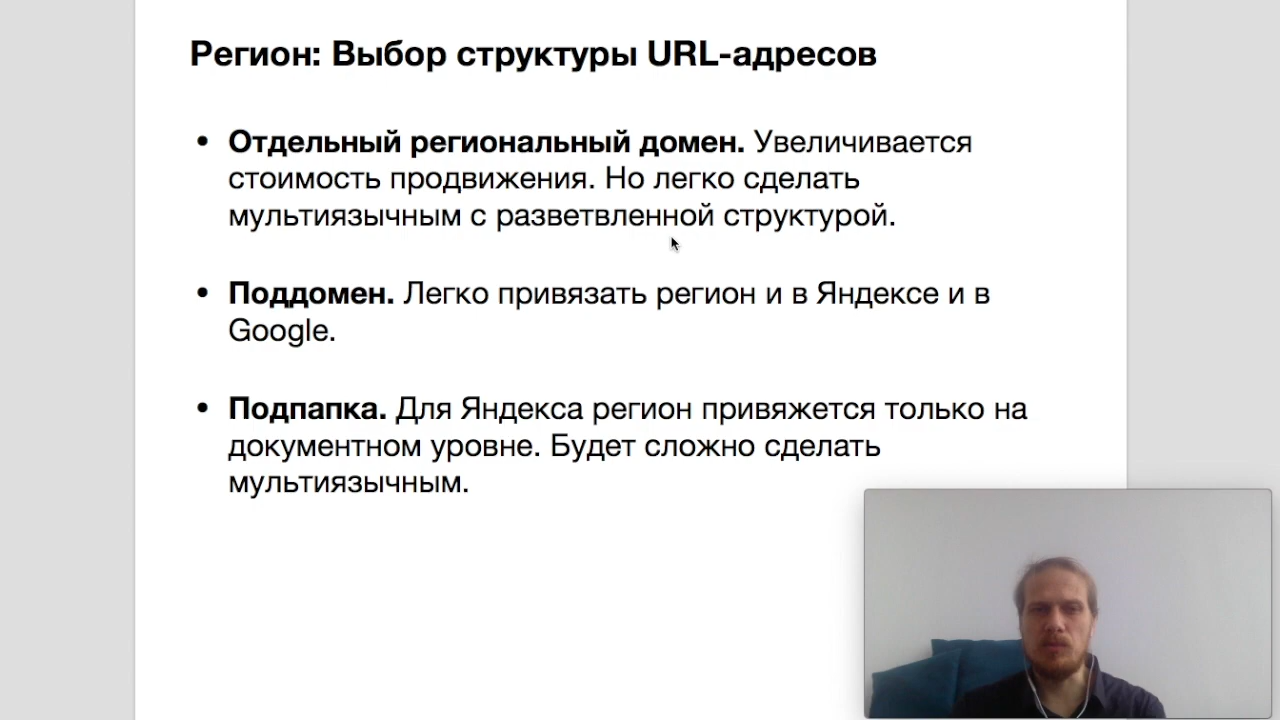 Регион: Выбор структуры URL-адресов
• Отдельный региональный домен. Увеличивается
стоимость продвижения. Но легко сделать
мультиязычным с разветвленной структурой.
• Поддомен. Легко привязать регион и в Яндексе и в
Google.
• Подпапка. Для Яндекса регион привяжется только на
документном уровне. Будет сложно сделать
мультиязычным.